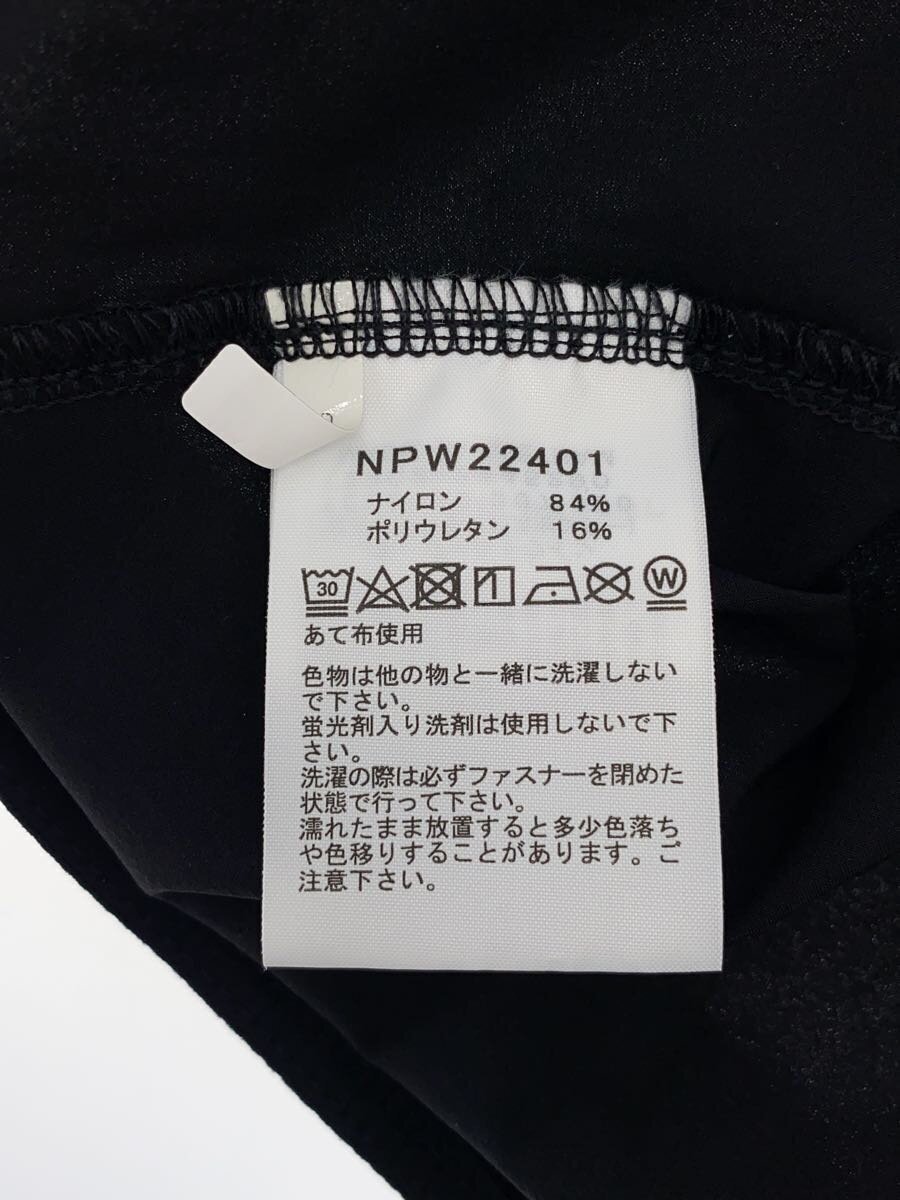 NPW22401
ナイロン 84%
ポリウレタン 16%
30 W
あて布使用
色物は他の物と一緒に洗濯しない
で下さい。
蛍光剤入り洗剤は使用しないで下
さい。
洗濯の際は必ずファスナーを閉めた
状態で行って下さい。
濡れたまま放置すると多少色落ち
や色移りすることがあります。ご
注意下さい。